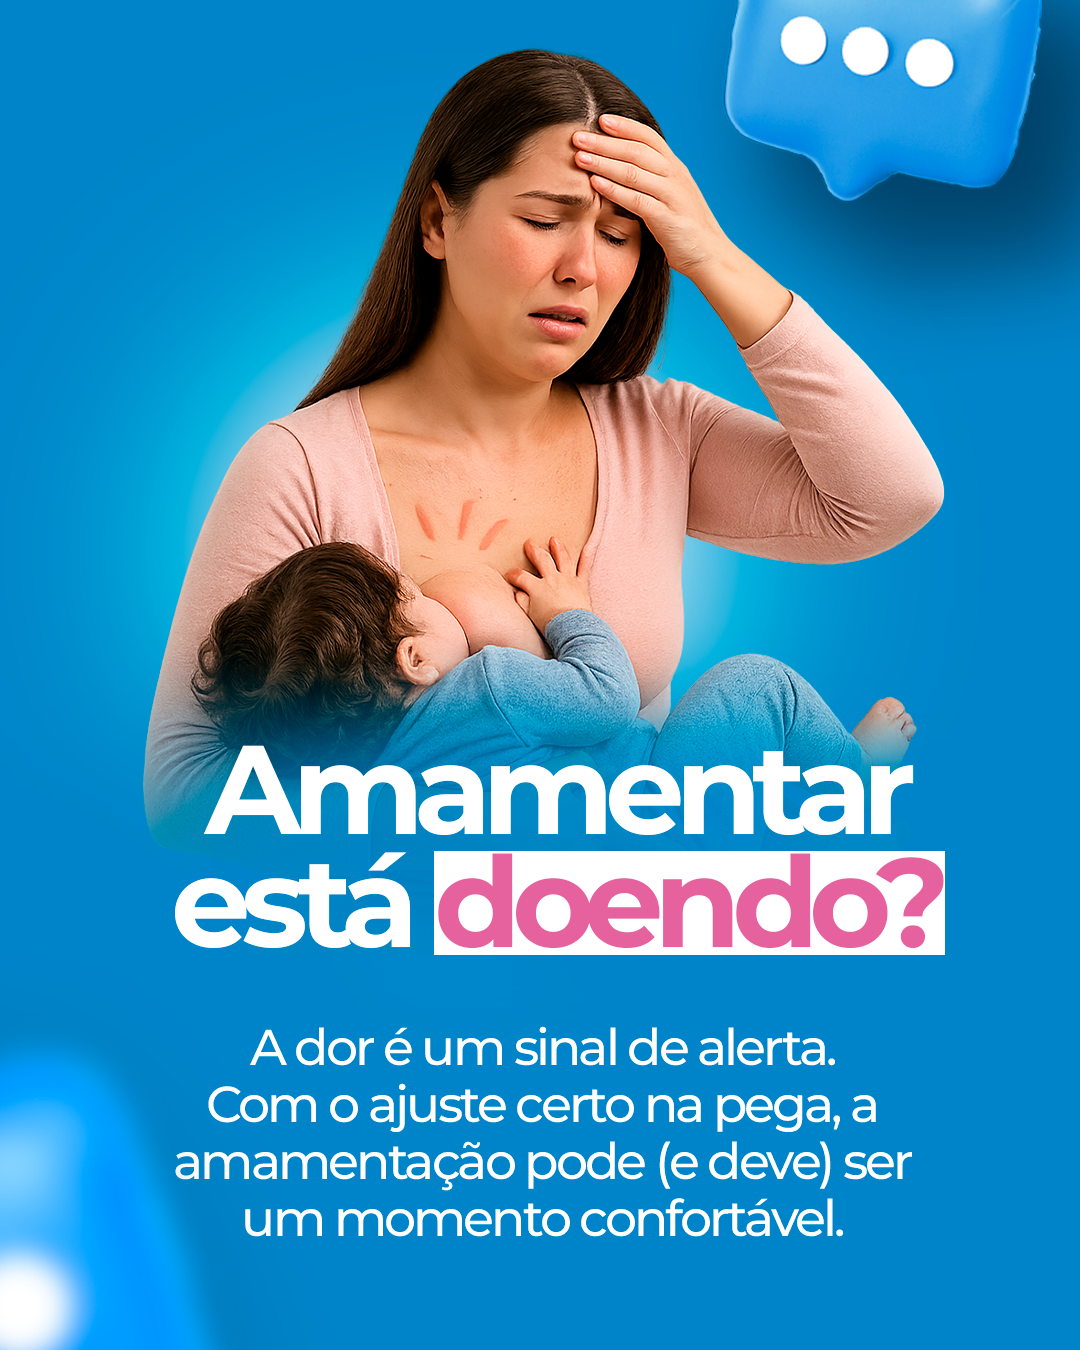 Amamentar
está doendo?
A dor é um sinal de alerta.
Com o ajuste certo na pega, a
amamentação pode (e deve) ser
um momento confortável.